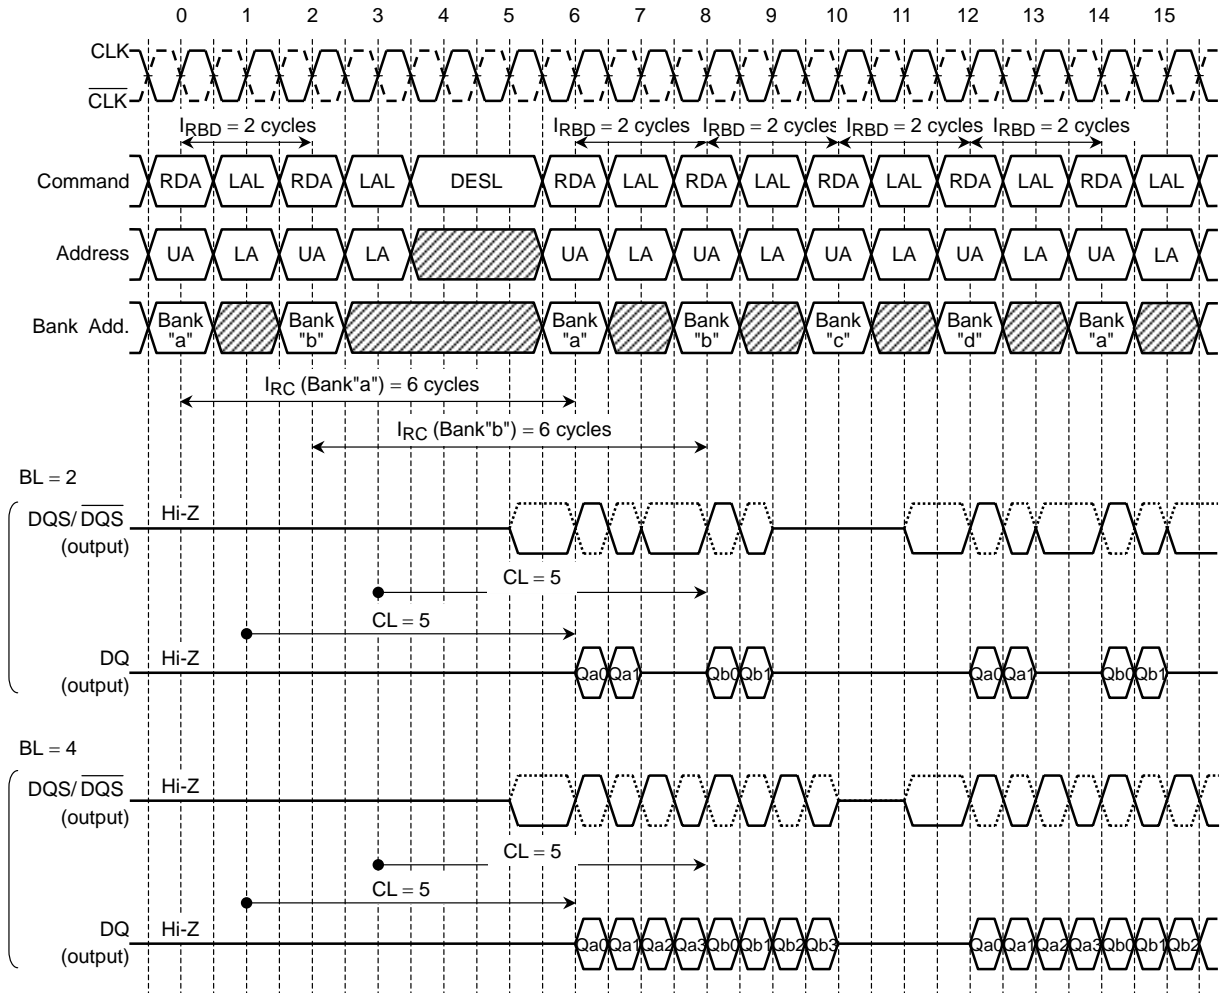 0 1 2 3 4 5 6 7 8 9 10 11 12 13 14 15
CLK
CLK
IRBD = 2 cycles IRBD = 2 cycles IRBD = 2 cycles IRBD = 2 cycles IRBD = 2 cycles
Command RDA LAL RDA LAL DESL RDA LAL RDA LAL RDA LAL RDA LAL RDA LAL
Address UA LA UA LA UA LA UA LA UA LA UA LA UA LA
Bank Add. Bank "a" Bank "b" Bank "a" Bank "b" Bank "c" Bank "d" Bank "a"
IRC (Bank"a") = 6 cycles
IRC (Bank"b") = 6 cycles
BL = 2
DQS/ DQS Hi-Z
(output)
CL = 5
CL = 5
DQ Hi-Z Qa0 Qa1 Qb0 Qb1 Qa0 Qa1 Qb0 Qb1
(output)
BL = 4
DQS/ DQS Hi-Z
(output)
CL = 5
CL = 5
DQ Hi-Z Qa0 Qa1 Qa2 Qa3 Qb0 Qb1 Qb2 Qb3 Qa0 Qa1 Qa2 Qa3 Qb0 Qb1 Qb2
(output)